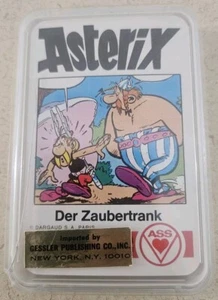 Asterix
© DARGAUD S. A. PARIS
Der Zaubertrank
Imported by
GESSLER PUBLISHING CO., INC.
NEW YORK, N.Y. 10010
ASS